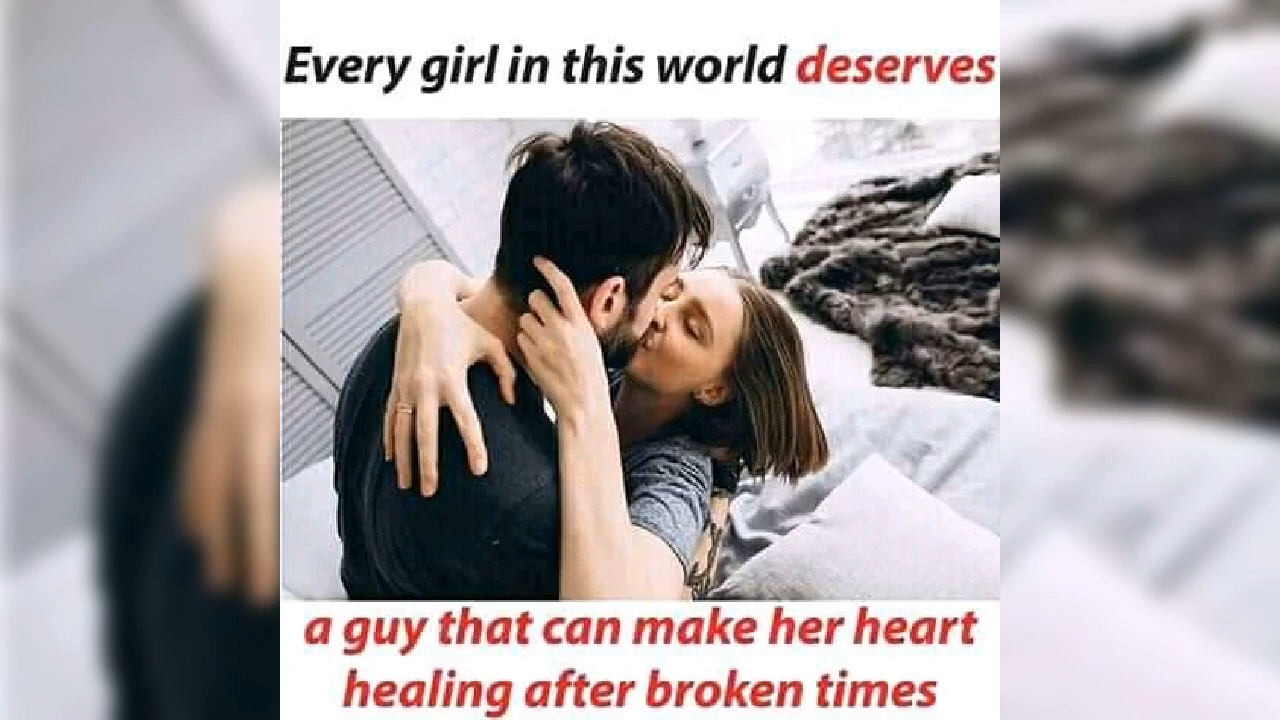 Every girl in this world deserves
a guy that can make her heart
healing after broken times